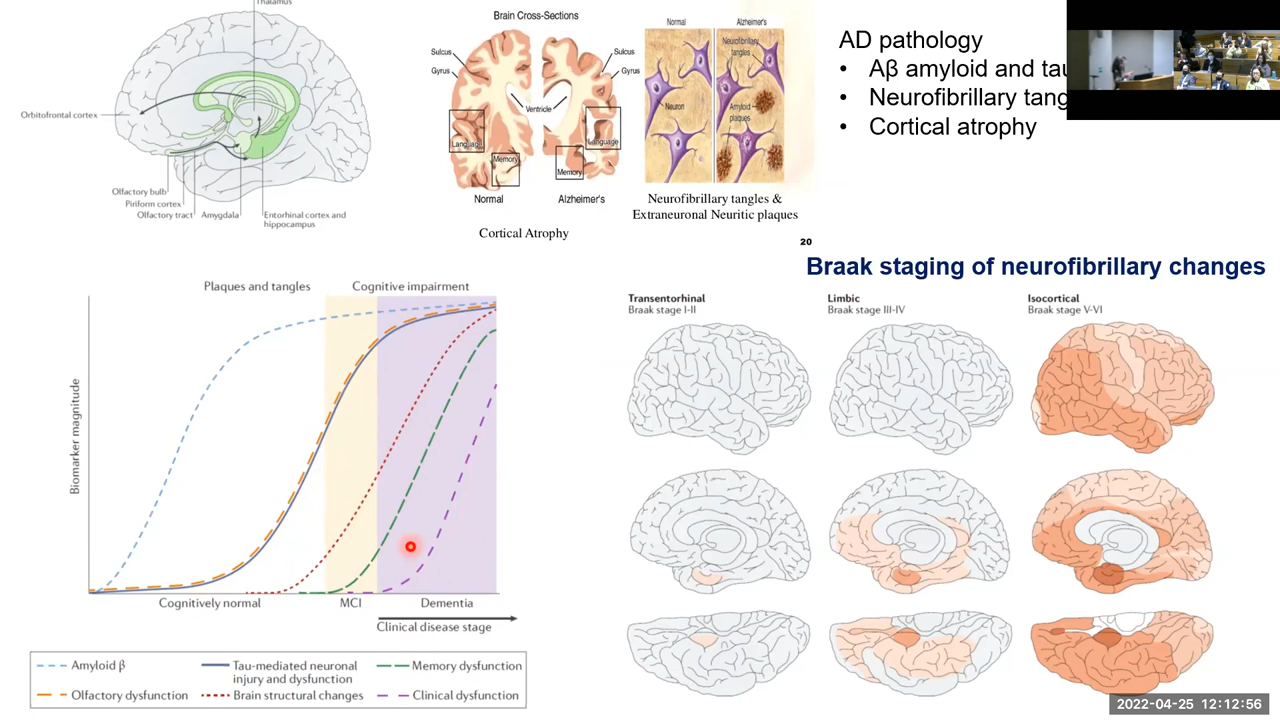 Thalamus
Orbitofrontal cortex
Olfactory bulb
Piriform cortex
Olfactory tract
Amygdala
Entorhinal cortex and
hippocampus
Brain Cross-Sections
Sulcus
Gyrus
Sulcus
Gyrus
Ventricle
Language
Language
Memory
Memory
Normal
Alzheimer's
Cortical Atrophy
Normal
Alzheimer's
Neurofibrillary
tangles
Neuron
Amyloid
plaques
Neurofibrillary tangles &
Extraneuronal Neuritic plaques
AD pathology
• Aβ amyloid and tau
• Neurofibrillary tang
• Cortical atrophy
20
Braak staging of neurofibrillary changes
Plaques and tangles
Cognitive impairment
Biomarker magnitude
Cognitively normal
MCI
Dementia
Clinical disease stage
Amyloid β
Tau-mediated neuronal
injury and dysfunction
Memory dysfunction
Olfactory dysfunction
Brain structural changes
Clinical dysfunction
Transentorhinal
Braak stage I-II
Limbic
Braak stage III-IV
Isocortical
Braak stage V-VI
2022-04-25 12:12:56